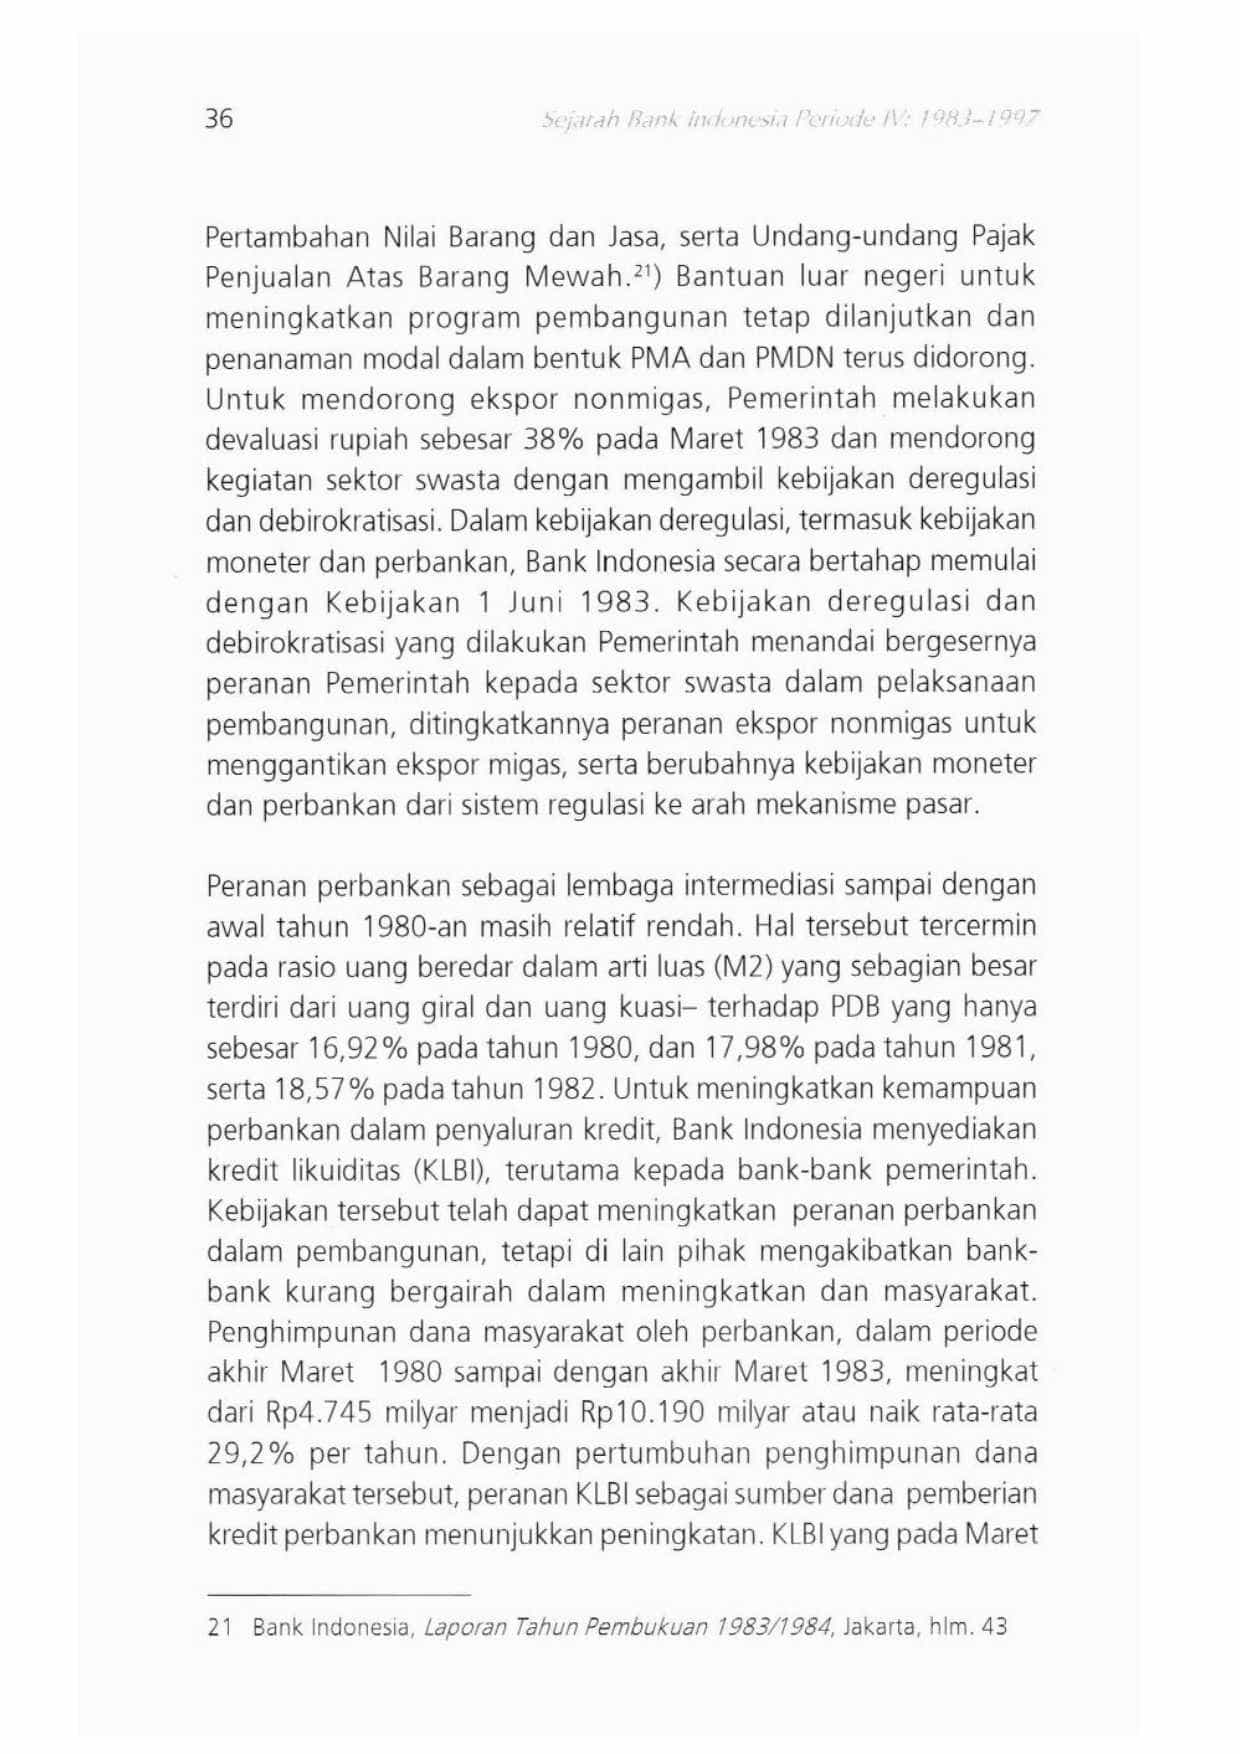 36 Sejarah Bank Indonesia Periode IV: 1983–1997
Pertambahan Nilai Barang dan Jasa, serta Undang-undang Pajak
Penjualan Atas Barang Mewah.²¹) Bantuan luar negeri untuk
meningkatkan program pembangunan tetap dilanjutkan dan
penanaman modal dalam bentuk PMA dan PMDN terus didorong.
Untuk mendorong ekspor nonmigas, Pemerintah melakukan
devaluasi rupiah sebesar 38% pada Maret 1983 dan mendorong
kegiatan sektor swasta dengan mengambil kebijakan deregulasi
dan debirokratisasi. Dalam kebijakan deregulasi, termasuk kebijakan
moneter dan perbankan, Bank Indonesia secara bertahap memulai
dengan Kebijakan 1 Juni 1983. Kebijakan deregulasi dan
debirokratisasi yang dilakukan Pemerintah menandai bergesernya
peranan Pemerintah kepada sektor swasta dalam pelaksanaan
pembangunan, ditingkatkannya peranan ekspor nonmigas untuk
menggantikan ekspor migas, serta berubahnya kebijakan moneter
dan perbankan dari sistem regulasi ke arah mekanisme pasar.
Peranan perbankan sebagai lembaga intermediasi sampai dengan
awal tahun 1980-an masih relatif rendah. Hal tersebut tercermin
pada rasio uang beredar dalam arti luas (M2) yang sebagian besar
terdiri dari uang giral dan uang kuasi– terhadap PDB yang hanya
sebesar 16,92% pada tahun 1980, dan 17,98% pada tahun 1981,
serta 18,57% pada tahun 1982. Untuk meningkatkan kemampuan
perbankan dalam penyaluran kredit, Bank Indonesia menyediakan
kredit likuiditas (KLBI), terutama kepada bank-bank pemerintah.
Kebijakan tersebut telah dapat meningkatkan peranan perbankan
dalam pembangunan, tetapi di lain pihak mengakibatkan bank-
bank kurang bergairah dalam meningkatkan dan masyarakat.
Penghimpunan dana masyarakat oleh perbankan, dalam periode
akhir Maret 1980 sampai dengan akhir Maret 1983, meningkat
dari Rp4.745 milyar menjadi Rp10.190 milyar atau naik rata-rata
29,2% per tahun. Dengan pertumbuhan penghimpunan dana
masyarakat tersebut, peranan KLBI sebagai sumber dana pemberian
kredit perbankan menunjukkan peningkatan. KLBI yang pada Maret
21 Bank Indonesia, Laporan Tahun Pembukuan 1983/1984, Jakarta, hlm. 43